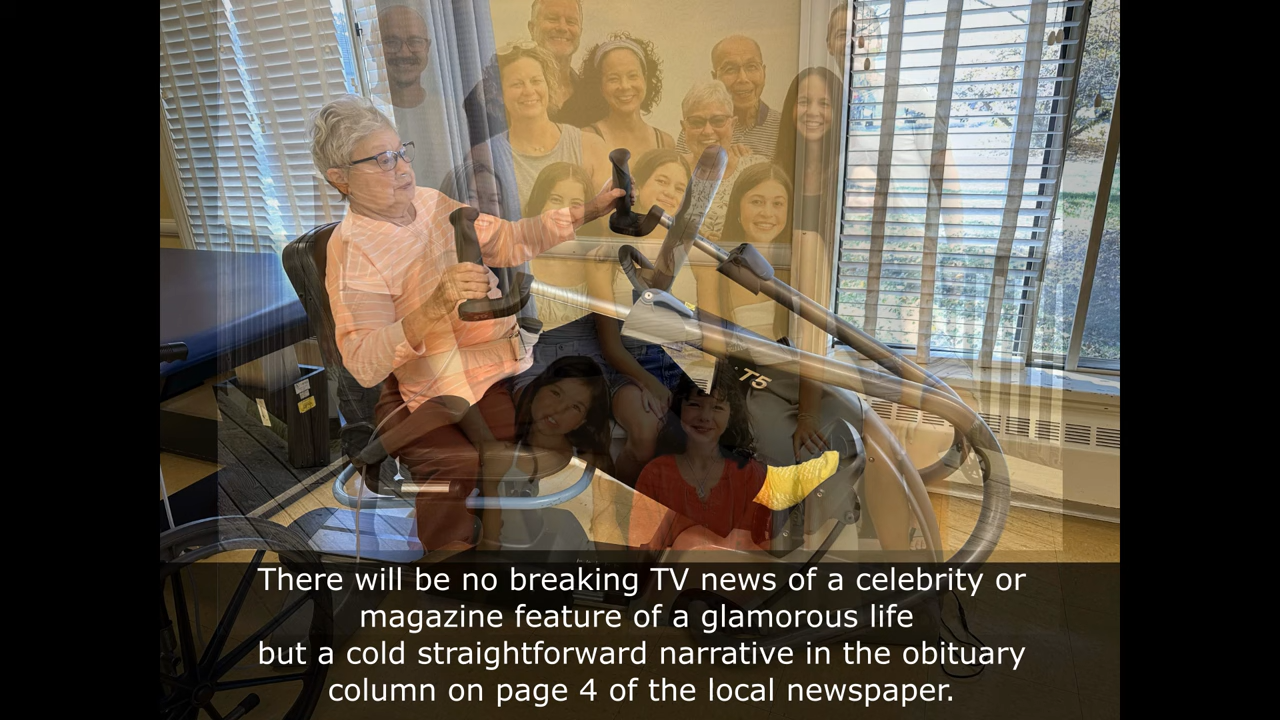 T5
There will be no breaking TV news of a celebrity or
magazine feature of a glamorous life
but a cold straightforward narrative in the obituary
column on page 4 of the local newspaper.